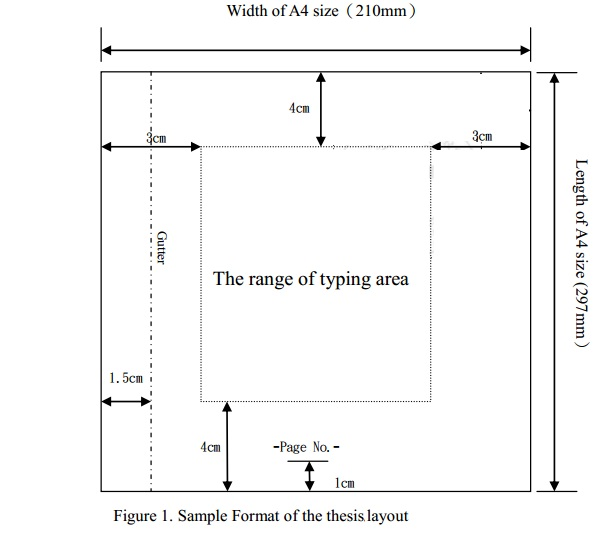 Width of A4 size（210mm）
4cm
3cm
3cm
Gutter
Length of A4 size (297mm）
The range of typing area
1.5cm
4cm
-Page No.-
1cm
Figure 1. Sample Format of the thesis layout